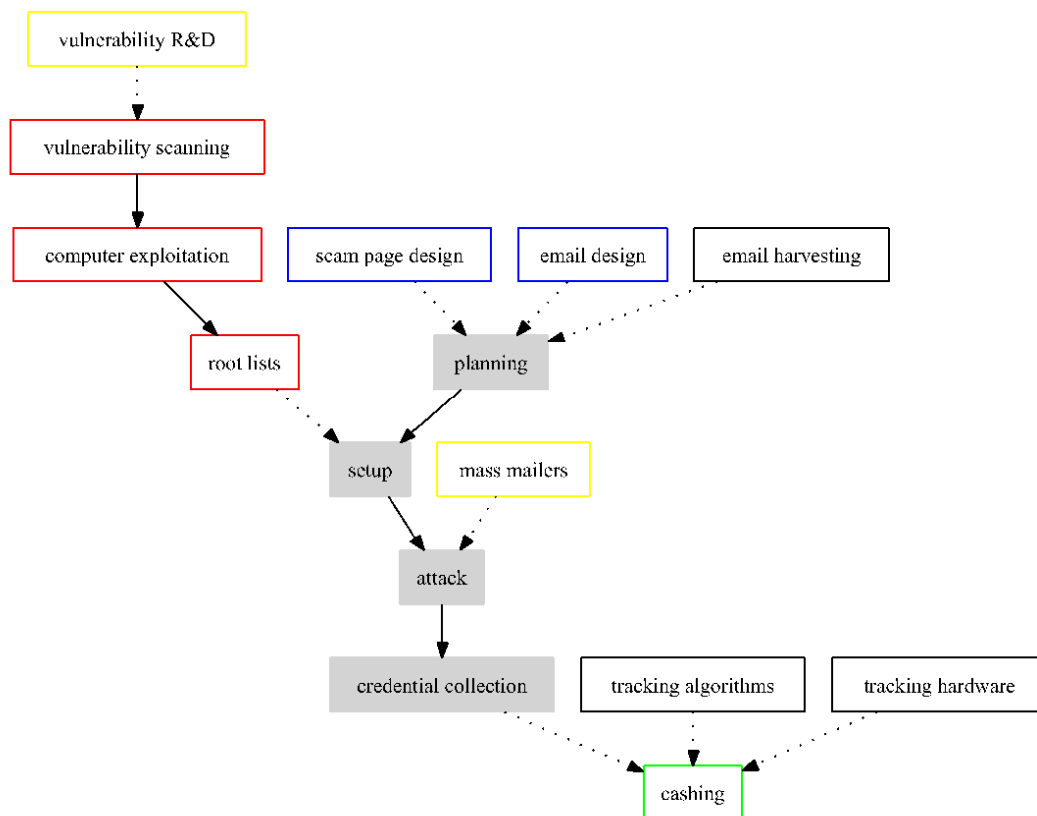 vulnerability R&D
vulnerability scanning
computer exploitation
scam page design
email design
email harvesting
root lists
planning
setup
mass mailers
attack
credential collection
tracking algorithms
tracking hardware
cashing